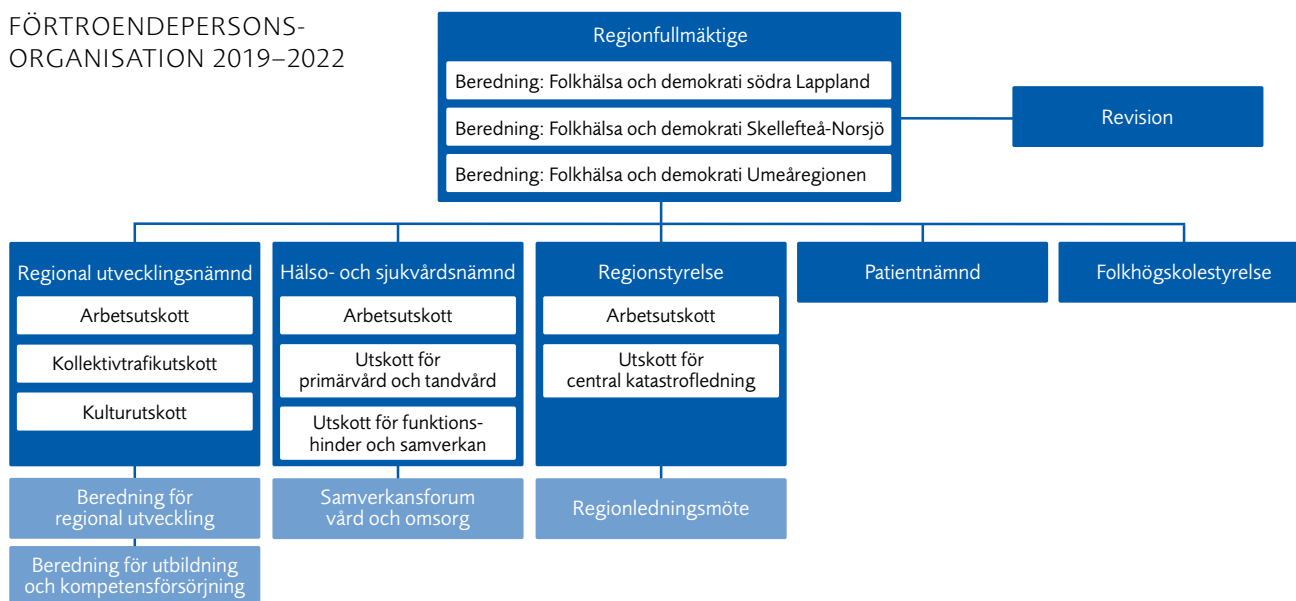 FÖRTROENDEPERSONS-
ORGANISATION 2019–2022
Regionfullmäktige
Beredning: Folkhälsa och demokrati södra Lappland
Beredning: Folkhälsa och demokrati Skellefteå-Norsjö
Beredning: Folkhälsa och demokrati Umeåregionen
Revision
Regional utvecklingsnämnd
Arbetsutskott
Kollektivtrafikutskott
Kulturutskott
Beredning för
regional utveckling
Beredning för utbildning
och kompetensförsörjning
Hälso- och sjukvårdsnämnd
Arbetsutskott
Utskott för
primärvård och tandvård
Utskott för funktions-
hinder och samverkan
Samverkansforum
vård och omsorg
Regionstyrelse
Arbetsutskott
Utskott för
central katastrofledning
Regionledningsmöte
Patientnämnd
Folkhögskolestyrelse